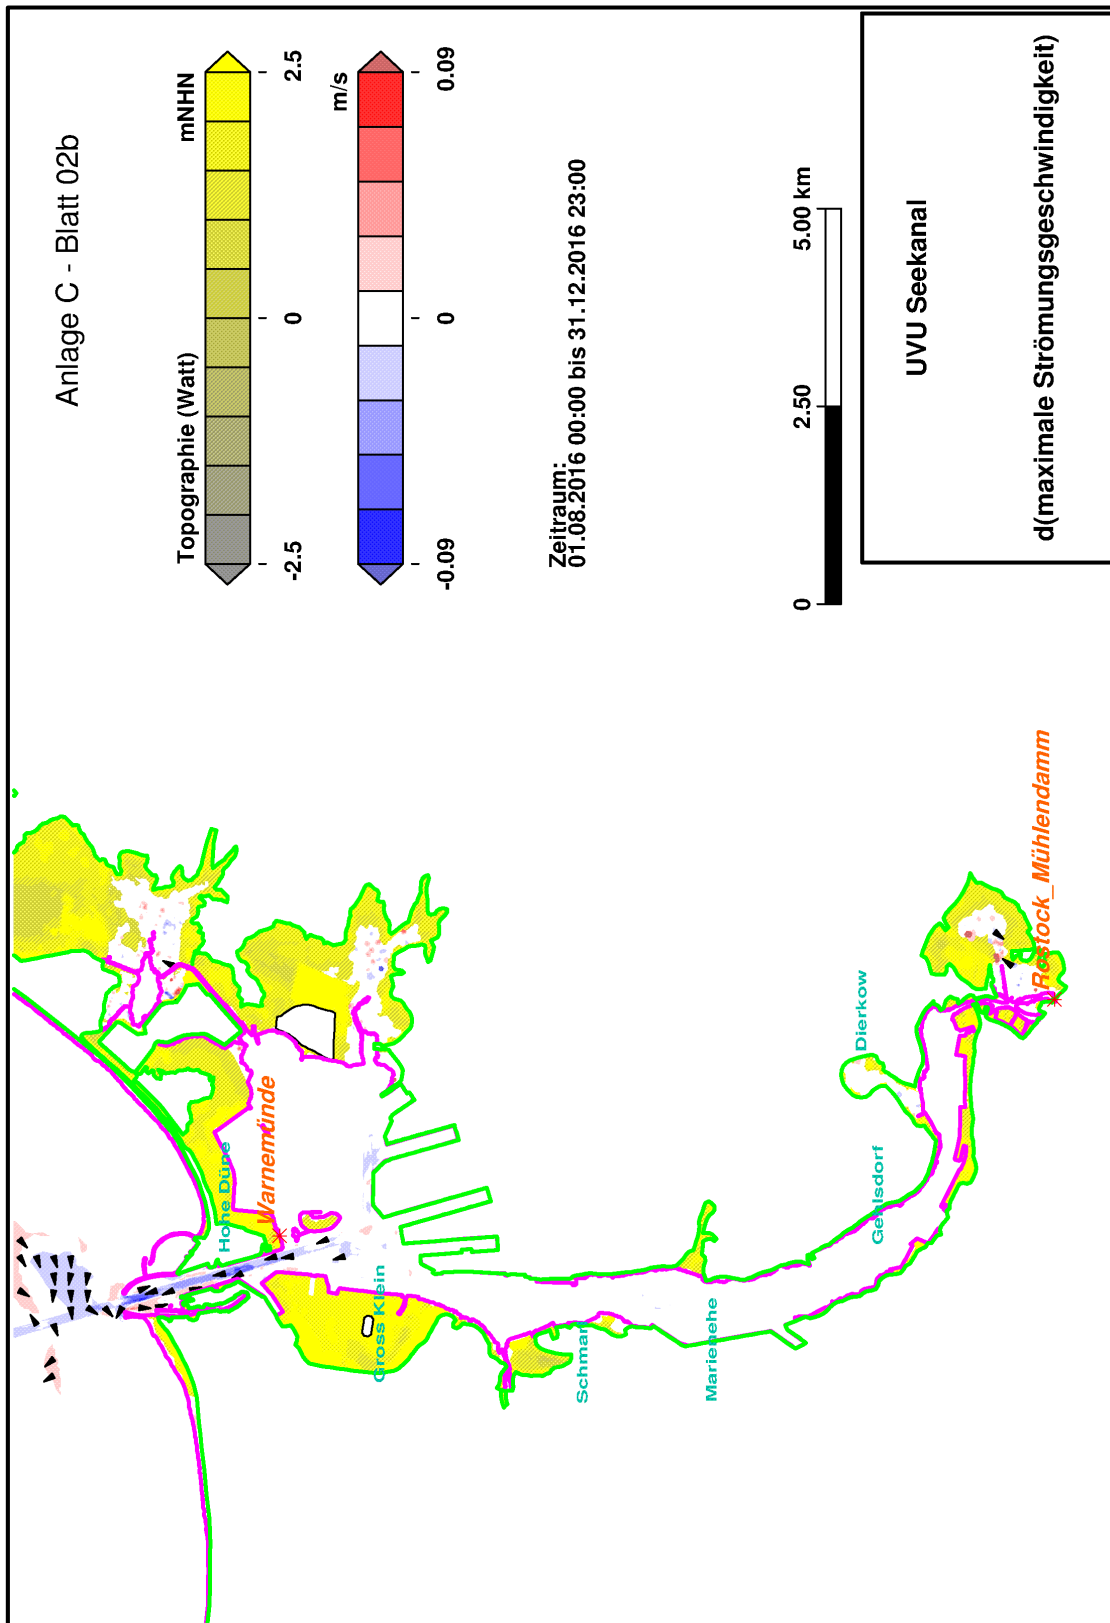 Anlage C - Blatt 02b
Topographie (Watt) mNHN
-2.5 0 2.5
m/s
-0.09 0 0.09
Zeitraum:
01.08.2016 00:00 bis 31.12.2016 23:00
0 2.50 5.00 km
UVU Seekanal
d(maximale Strömungsgeschwindigkeit)
Hohe Düne
Warnemünde
Gross Klein
Schmarl
Marienehe
Gehlsdorf
Dierkow
Rostock_Mühlendamm